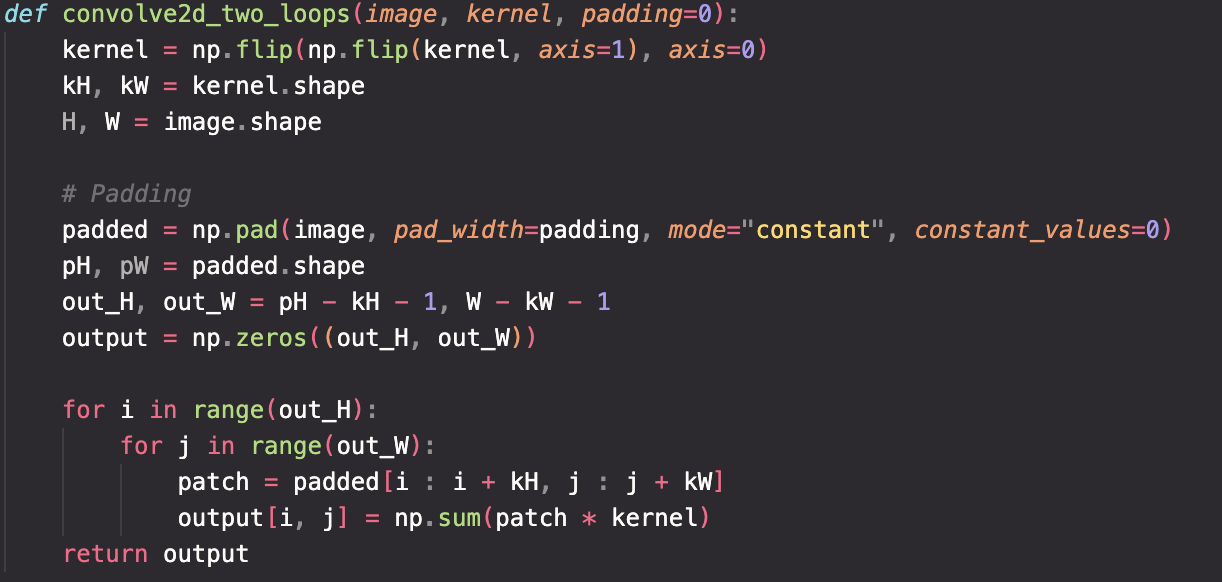 def convolve2d_two_loops(image, kernel, padding=0):
    kernel = np.flip(np.flip(kernel, axis=1), axis=0)
    kH, kW = kernel.shape
    H, W = image.shape

    # Padding
    padded = np.pad(image, pad_width=padding, mode="constant", constant_values=0)
    pH, pW = padded.shape
    out_H, out_W = pH - kH - 1, W - kW - 1
    output = np.zeros((out_H, out_W))

    for i in range(out_H):
        for j in range(out_W):
            patch = padded[i : i + kH, j : j + kW]
            output[i, j] = np.sum(patch * kernel)
    return output